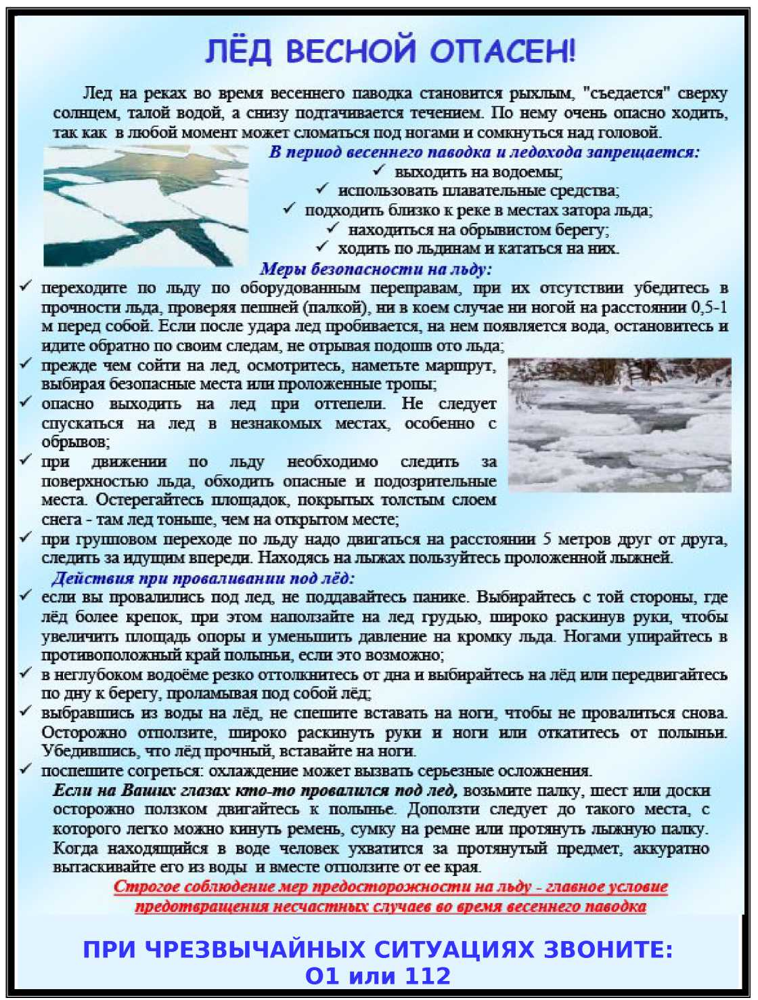 ЛЁД ВЕСНОЙ ОПАСЕН!
Лед на реках во время весеннего паводка становится рыхлым, "съедается" сверху
солнцем, талой водой, а снизу подтачивается течением. По нему очень опасно ходить,
так как в любой момент может сломаться под ногами и сомкнуться над головой.
В период весеннего паводка и ледохода запрещается:
✓ выходить на водоемы;
✓ использовать плавательные средства;
✓ подходить близко к реке в местах затора льда;
✓ находиться на обрывистом берегу;
✓ ходить по льдинам и кататься на них.
Меры безопасности на льду:
✓ переходите по льду по оборудованным переправам, при их отсутствии убедитесь в
прочности льда, проверяя пешней (палкой), ни в коем случае ни ногой на расстоянии 0,5-1
м перед собой. Если после удара лед пробивается, на нем появляется вода, остановитесь и
идите обратно по своим следам, не отрывая подошв ото льда;
✓ прежде чем сойти на лед, осмотритесь, наметьте маршрут,
выбирая безопасные места или проложенные тропы;
✓ опасно выходить на лед при оттепели. Не следует
спускаться на лед в незнакомых местах, особенно с
обрывов;
✓ при движении по льду необходимо следить за
поверхностью льда, обходить опасные и подозрительные
места. Остерегайтесь площадок, покрытых толстым слоем
снега - там лед тоньше, чем на открытом месте;
✓ при групповом переходе по льду надо двигаться на расстоянии 5 метров друг от друга,
следить за идущим впереди. Находясь на лыжах пользуйтесь проложенной лыжней.
Действия при проваливании под лёд:
✓ если вы провалились под лед, не поддавайтесь панике. Выбирайтесь с той стороны, где
лёд более крепок, при этом наползайте на лед грудью, широко раскинув руки, чтобы
увеличить площадь опоры и уменьшить давление на кромку льда. Ногами упирайтесь в
противоположный край полыньи, если это возможно;
✓ в неглубоком водоёме резко оттолкнитесь от дна и выбирайтесь на лёд или передвигайтесь
по дну к берегу, проламывая под собой лёд;
✓ выбравшись из воды на лёд, не спешите вставать на ноги, чтобы не провалиться снова.
Осторожно отползите, широко раскинуть руки и ноги или откатитесь от полыньи.
Убедившись, что лёд прочный, вставайте на ноги.
✓ поспешите согреться: охлаждение может вызвать серьезные осложнения.
Если на Ваших глазах кто-то провалился под лед, возьмите палку, шест или доски
осторожно ползком двигайтесь к полынье. Доползти следует до такого места, с
которого легко можно кинуть ремень, сумку на ремне или протянуть лыжную палку.
Когда находящийся в воде человек ухватится за протянутый предмет, аккуратно
вытаскивайте его из воды и вместе отползите от ее края.
Строгое соблюдение мер предосторожности на льду - главное условие
предотвращения несчастных случаев во время весеннего паводка
ПРИ ЧРЕЗВЫЧАЙНЫХ СИТУАЦИЯХ ЗВОНИТЕ:
О1 или 112